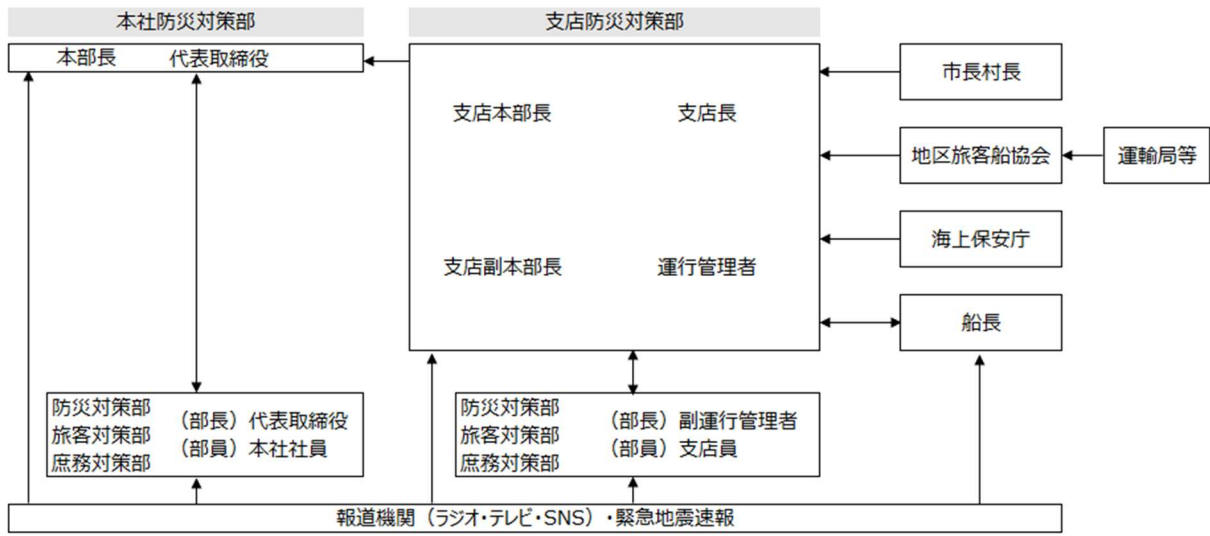 本社防災対策部
支店防災対策部
本部長 代表取締役
市長村長
支店本部長 支店長
地区旅客船協会
運輸局等
海上保安庁
支店副本部長 運行管理者
船長
防災対策部
旅客対策部
庶務対策部
（部長）代表取締役
（部員）本社社員
防災対策部
旅客対策部
庶務対策部
（部長）副運行管理者
（部員）支店員
報道機関（ラジオ・テレビ・SNS）・緊急地震速報